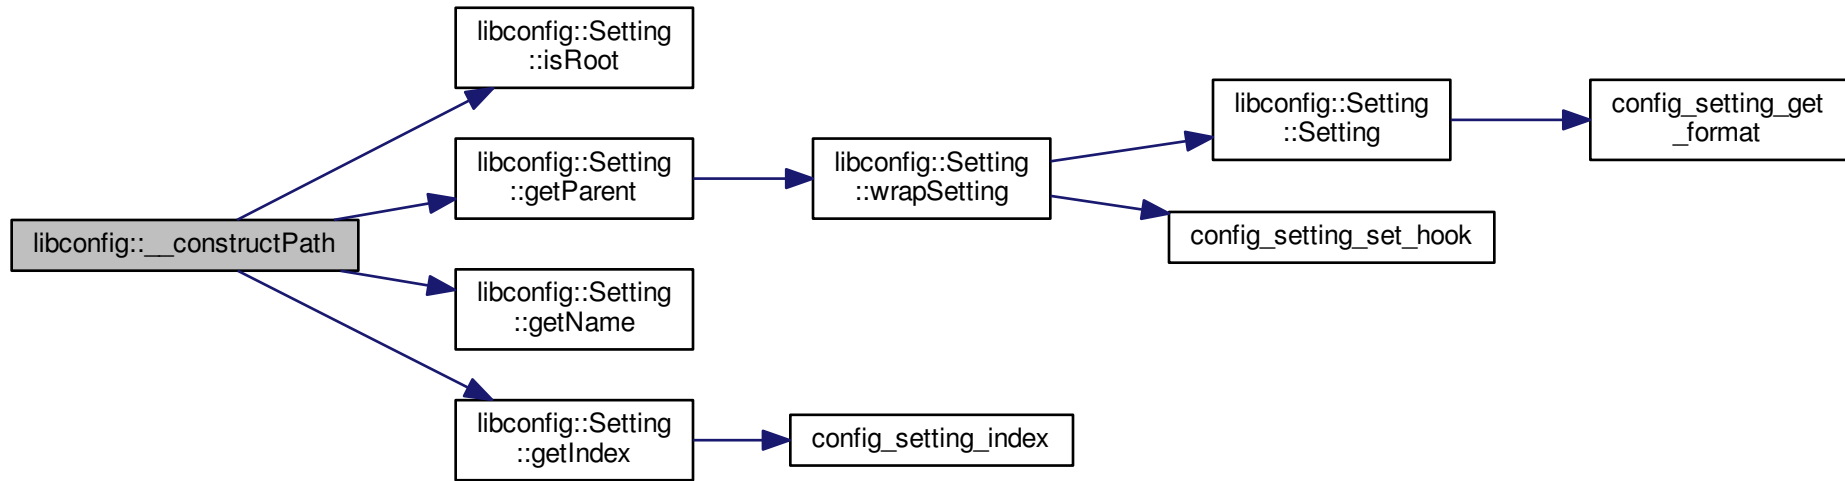 libconfig::__constructPath
libconfig::Setting
::isRoot
libconfig::Setting
::getParent
libconfig::Setting
::getName
libconfig::Setting
::getIndex
libconfig::Setting
::wrapSetting
config_setting_index
libconfig::Setting
::Setting
config_setting_set_hook
config_setting_get
_format